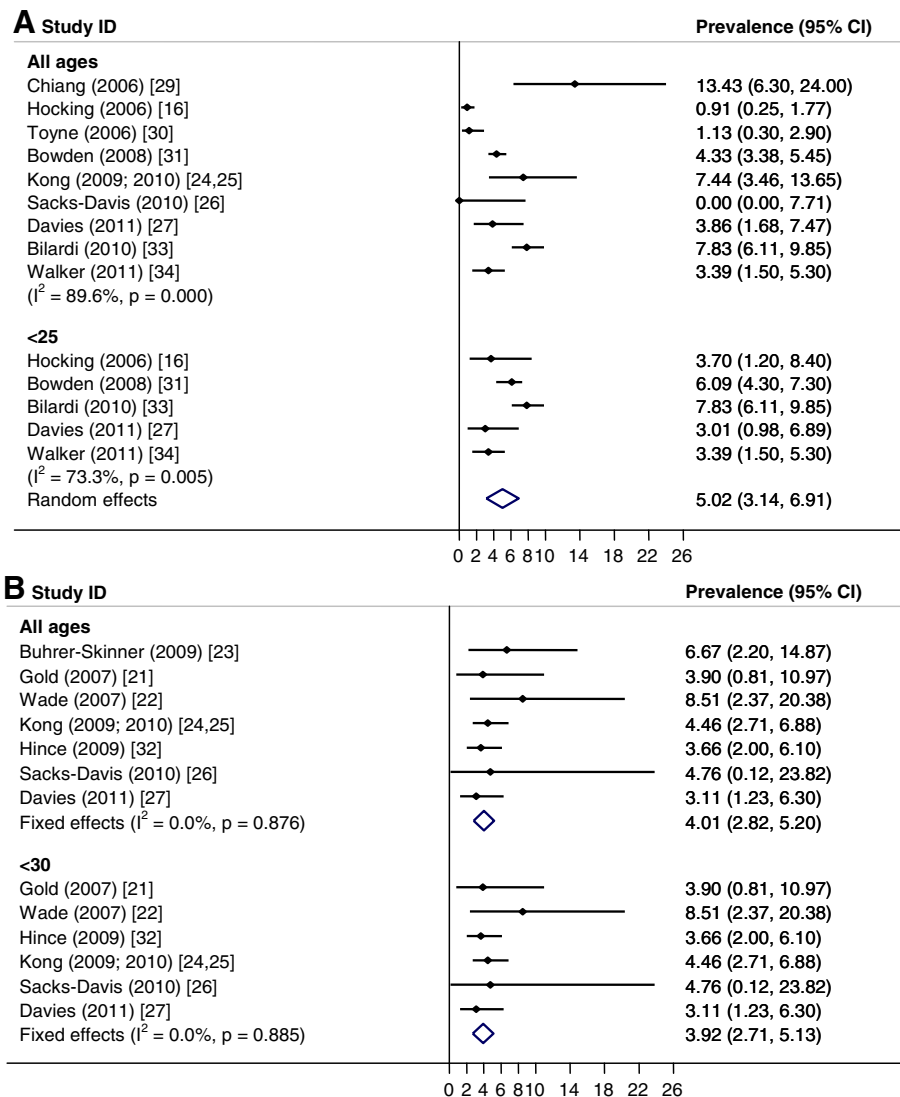 A Study ID Prevalence (95% CI)
All ages
Chiang (2006) [29] 13.43 (6.30, 24.00)
Hocking (2006) [16] 0.91 (0.25, 1.77)
Toyne (2006) [30] 1.13 (0.30, 2.90)
Bowden (2008) [31] 4.33 (3.38, 5.45)
Kong (2009; 2010) [24,25] 7.44 (3.46, 13.65)
Sacks-Davis (2010) [26] 0.00 (0.00, 7.71)
Davies (2011) [27] 3.86 (1.68, 7.47)
Bilardi (2010) [33] 7.83 (6.11, 9.85)
Walker (2011) [34] 3.39 (1.50, 5.30)
(I² = 89.6%, p = 0.000)
<25
Hocking (2006) [16] 3.70 (1.20, 8.40)
Bowden (2008) [31] 6.09 (4.30, 7.30)
Bilardi (2010) [33] 7.83 (6.11, 9.85)
Davies (2011) [27] 3.01 (0.98, 6.89)
Walker (2011) [34] 3.39 (1.50, 5.30)
(I² = 73.3%, p = 0.005)
Random effects 5.02 (3.14, 6.91)
0 2 4 6 8 10 14 18 22 26
B Study ID Prevalence (95% CI)
All ages
Buhrer-Skinner (2009) [23] 6.67 (2.20, 14.87)
Gold (2007) [21] 3.90 (0.81, 10.97)
Wade (2007) [22] 8.51 (2.37, 20.38)
Kong (2009; 2010) [24,25] 4.46 (2.71, 6.88)
Hince (2009) [32] 3.66 (2.00, 6.10)
Sacks-Davis (2010) [26] 4.76 (0.12, 23.82)
Davies (2011) [27] 3.11 (1.23, 6.30)
Fixed effects (I² = 0.0%, p = 0.876) 4.01 (2.82, 5.20)
<30
Gold (2007) [21] 3.90 (0.81, 10.97)
Wade (2007) [22] 8.51 (2.37, 20.38)
Hince (2009) [32] 3.66 (2.00, 6.10)
Kong (2009; 2010) [24,25] 4.46 (2.71, 6.88)
Sacks-Davis (2010) [26] 4.76 (0.12, 23.82)
Davies (2011) [27] 3.11 (1.23, 6.30)
Fixed effects (I² = 0.0%, p = 0.885) 3.92 (2.71, 5.13)
0 2 4 6 8 10 14 18 22 26